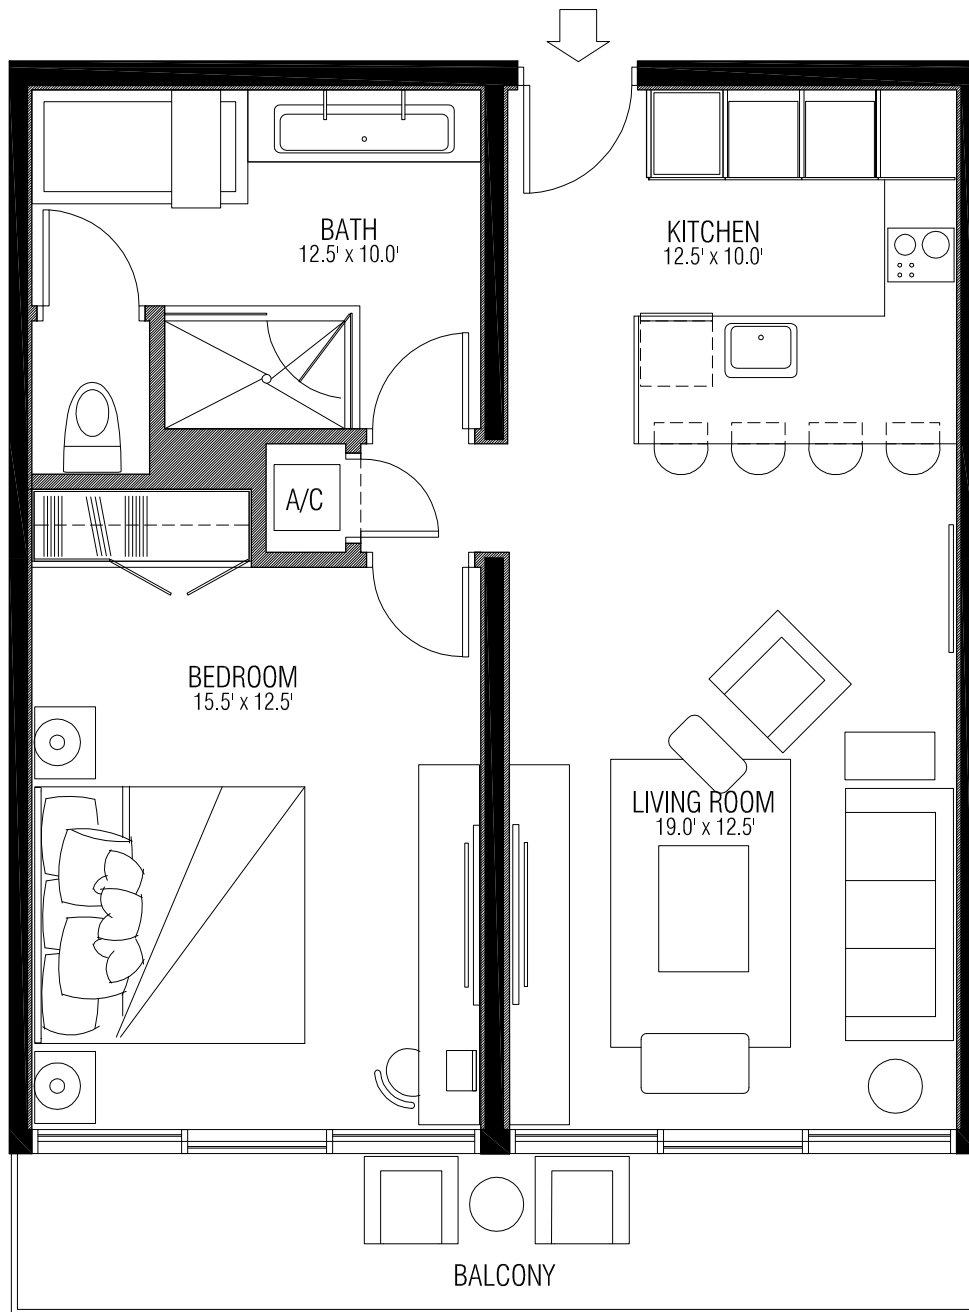 BATH
12.5' x 10.0'
KITCHEN
12.5' x 10.0'
A/C
BEDROOM
15.5' x 12.5'
LIVING ROOM
19.0' x 12.5'
BALCONY